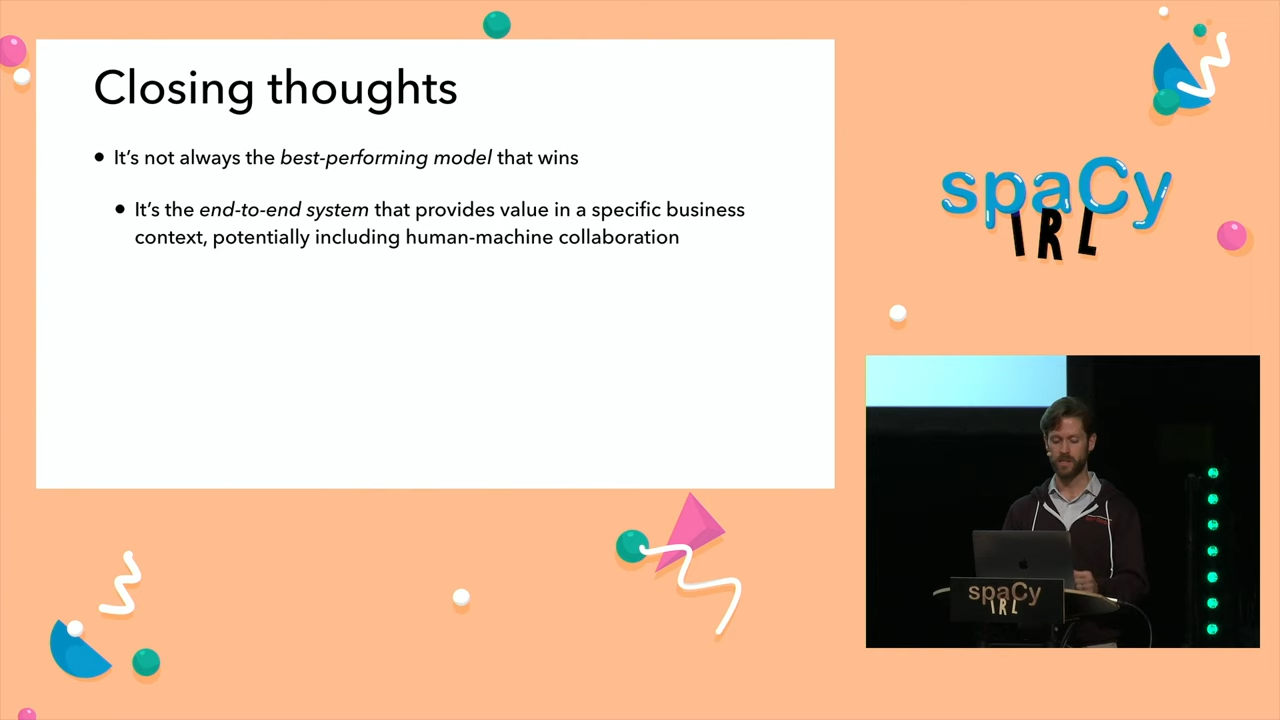 Closing thoughts
• It's not always the best-performing model that wins
• It's the end-to-end system that provides value in a specific business
context, potentially including human-machine collaboration
spaCy
IRL
spaCy
IRL